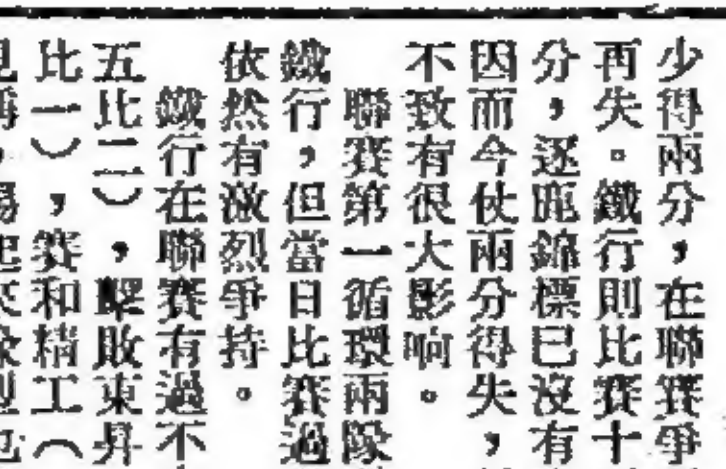 少得兩分，在聯賽爭
再失。鐵行則比賽十
分，逐鹿錦標已沒有
因而今仗兩分得失，
不致有很大影响。
聯賽第一循環兩隊
鐵行，但當日比賽過
依然有激烈爭持。
鐵行在聯賽有過不
五比二），擊敗東昇
比一），賽和精工（